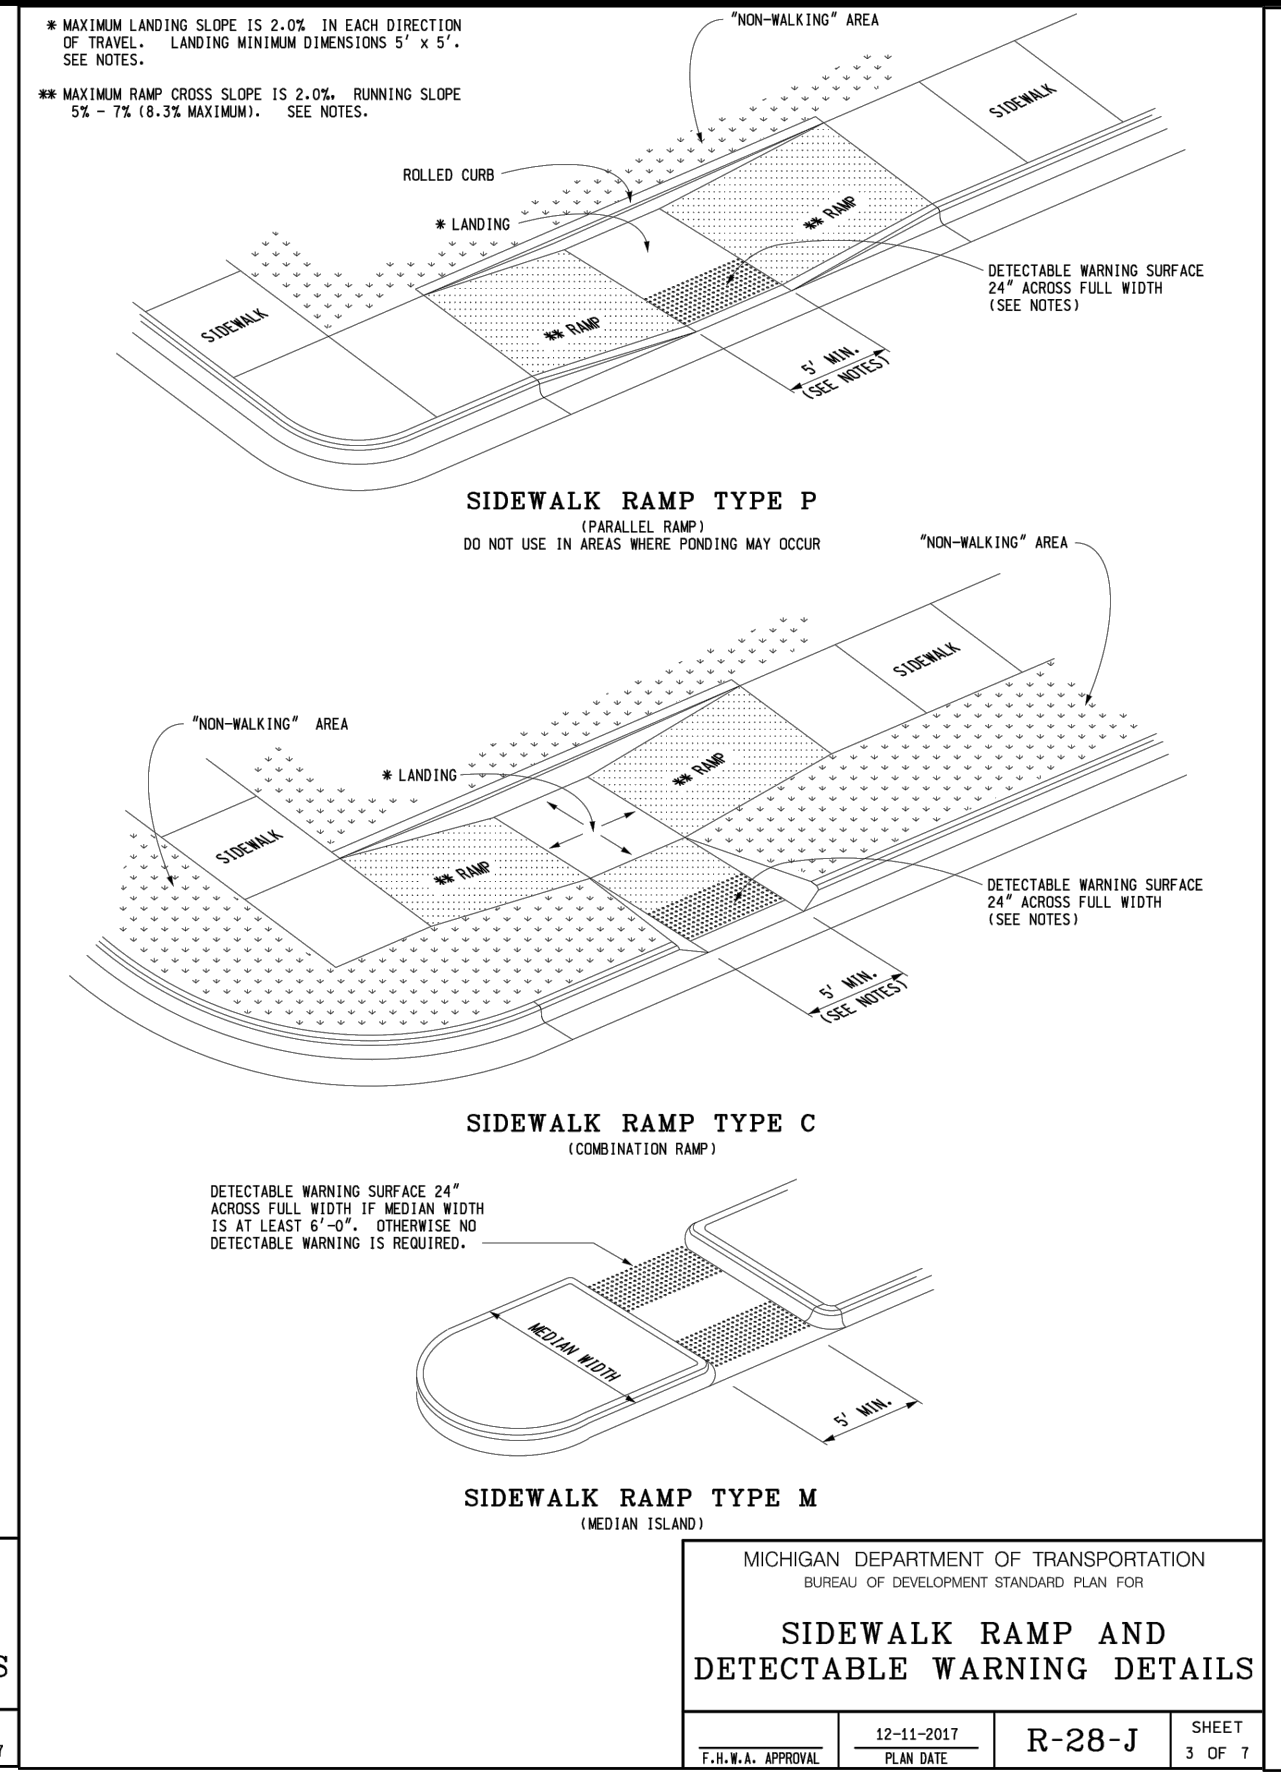 * MAXIMUM LANDING SLOPE IS 2.0% IN EACH DIRECTION
OF TRAVEL. LANDING MINIMUM DIMENSIONS 5' x 5'.
SEE NOTES.
** MAXIMUM RAMP CROSS SLOPE IS 2.0%, RUNNING SLOPE
5% - 7% (8.3% MAXIMUM). SEE NOTES.
"NON-WALKING" AREA
SIDEWALK
ROLLED CURB
* LANDING
** RAMP
DETECTABLE WARNING SURFACE
24" ACROSS FULL WIDTH
(SEE NOTES)
SIDEWALK
** RAMP
5' MIN.
(SEE NOTES)
SIDEWALK RAMP TYPE P
(PARALLEL RAMP)
DO NOT USE IN AREAS WHERE PONDING MAY OCCUR
"NON-WALKING" AREA
SIDEWALK
"NON-WALKING" AREA
* LANDING
** RAMP
SIDEWALK
** RAMP
DETECTABLE WARNING SURFACE
24" ACROSS FULL WIDTH
(SEE NOTES)
5' MIN.
(SEE NOTES)
SIDEWALK RAMP TYPE C
(COMBINATION RAMP)
DETECTABLE WARNING SURFACE 24"
ACROSS FULL WIDTH IF MEDIAN WIDTH
IS AT LEAST 6'-0". OTHERWISE NO
DETECTABLE WARNING IS REQUIRED.
MEDIAN WIDTH
5' MIN.
SIDEWALK RAMP TYPE M
(MEDIAN ISLAND)
MICHIGAN DEPARTMENT OF TRANSPORTATION
BUREAU OF DEVELOPMENT STANDARD PLAN FOR
SIDEWALK RAMP AND
DETECTABLE WARNING DETAILS
F.H.W.A. APPROVAL
12-11-2017
PLAN DATE
R-28-J
SHEET
3 OF 7
S
7